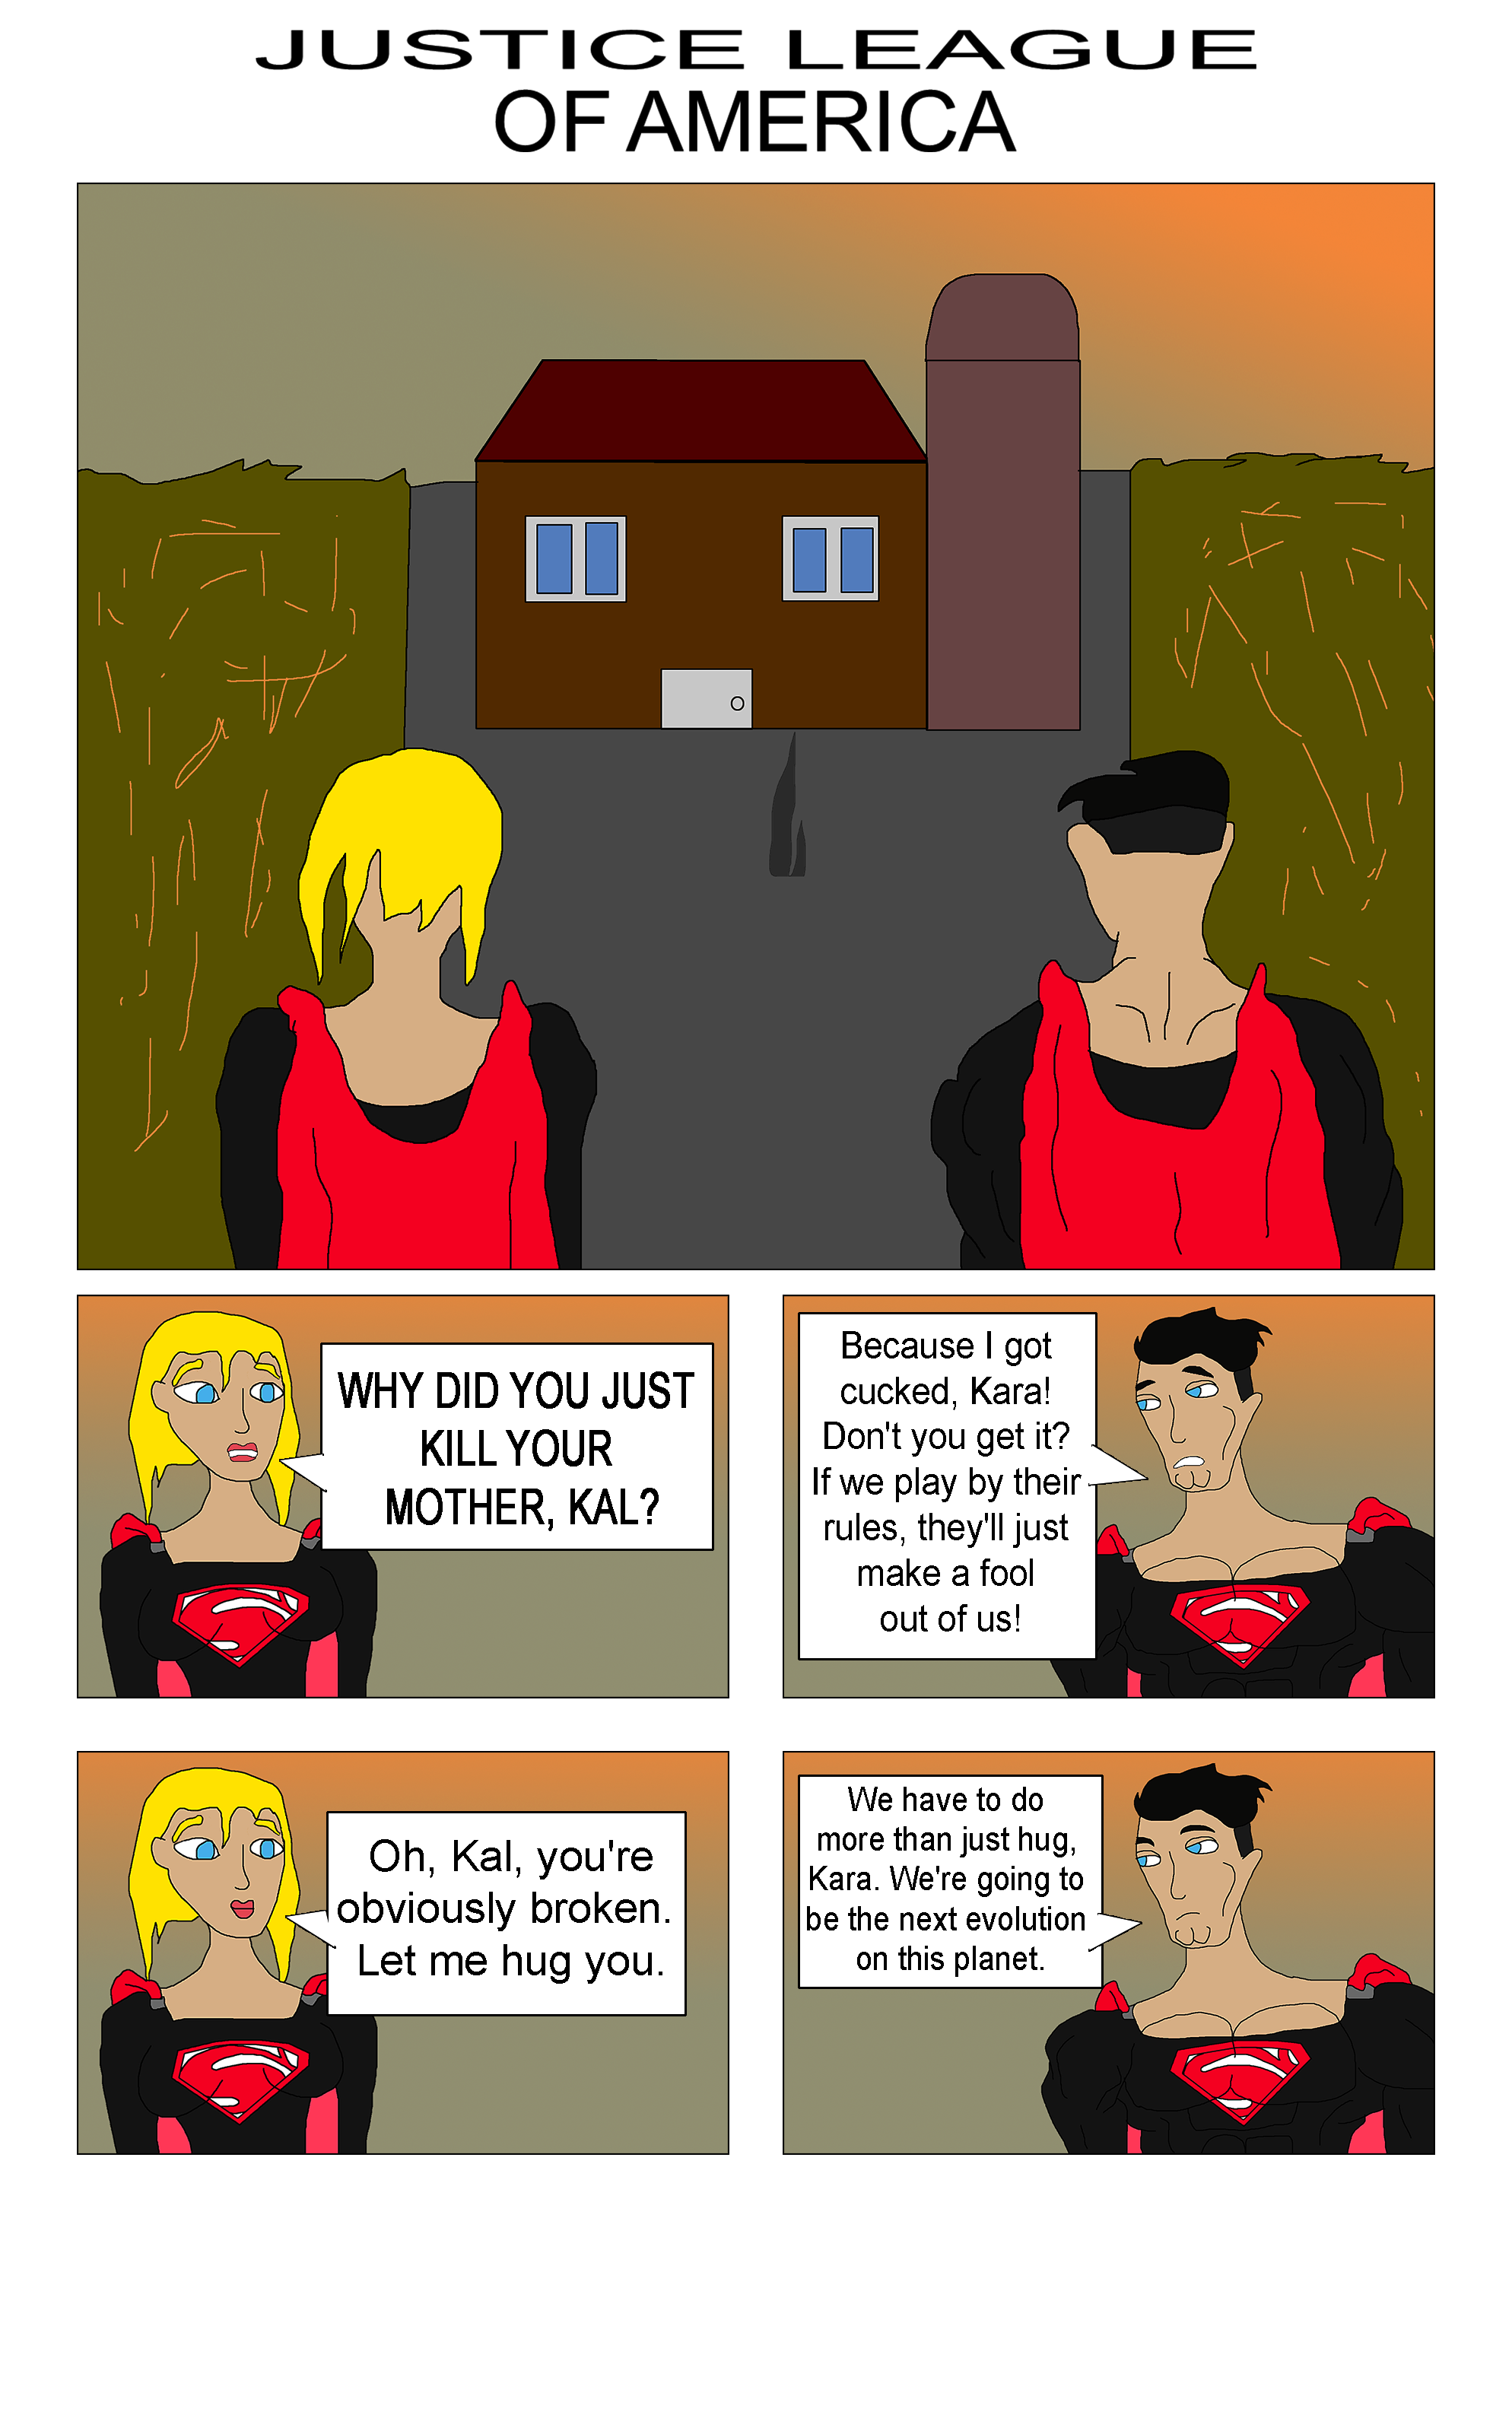 JUSTICE LEAGUE
OF AMERICA
WHY DID YOU JUST
KILL YOUR
MOTHER, KAL?
Because I got
cucked, Kara!
Don't you get it?
If we play by their
rules, they'll just
make a fool
out of us!
Oh, Kal, you're
obviously broken.
Let me hug you.
We have to do
more than just hug,
Kara. We're going to
be the next evolution
on this planet.